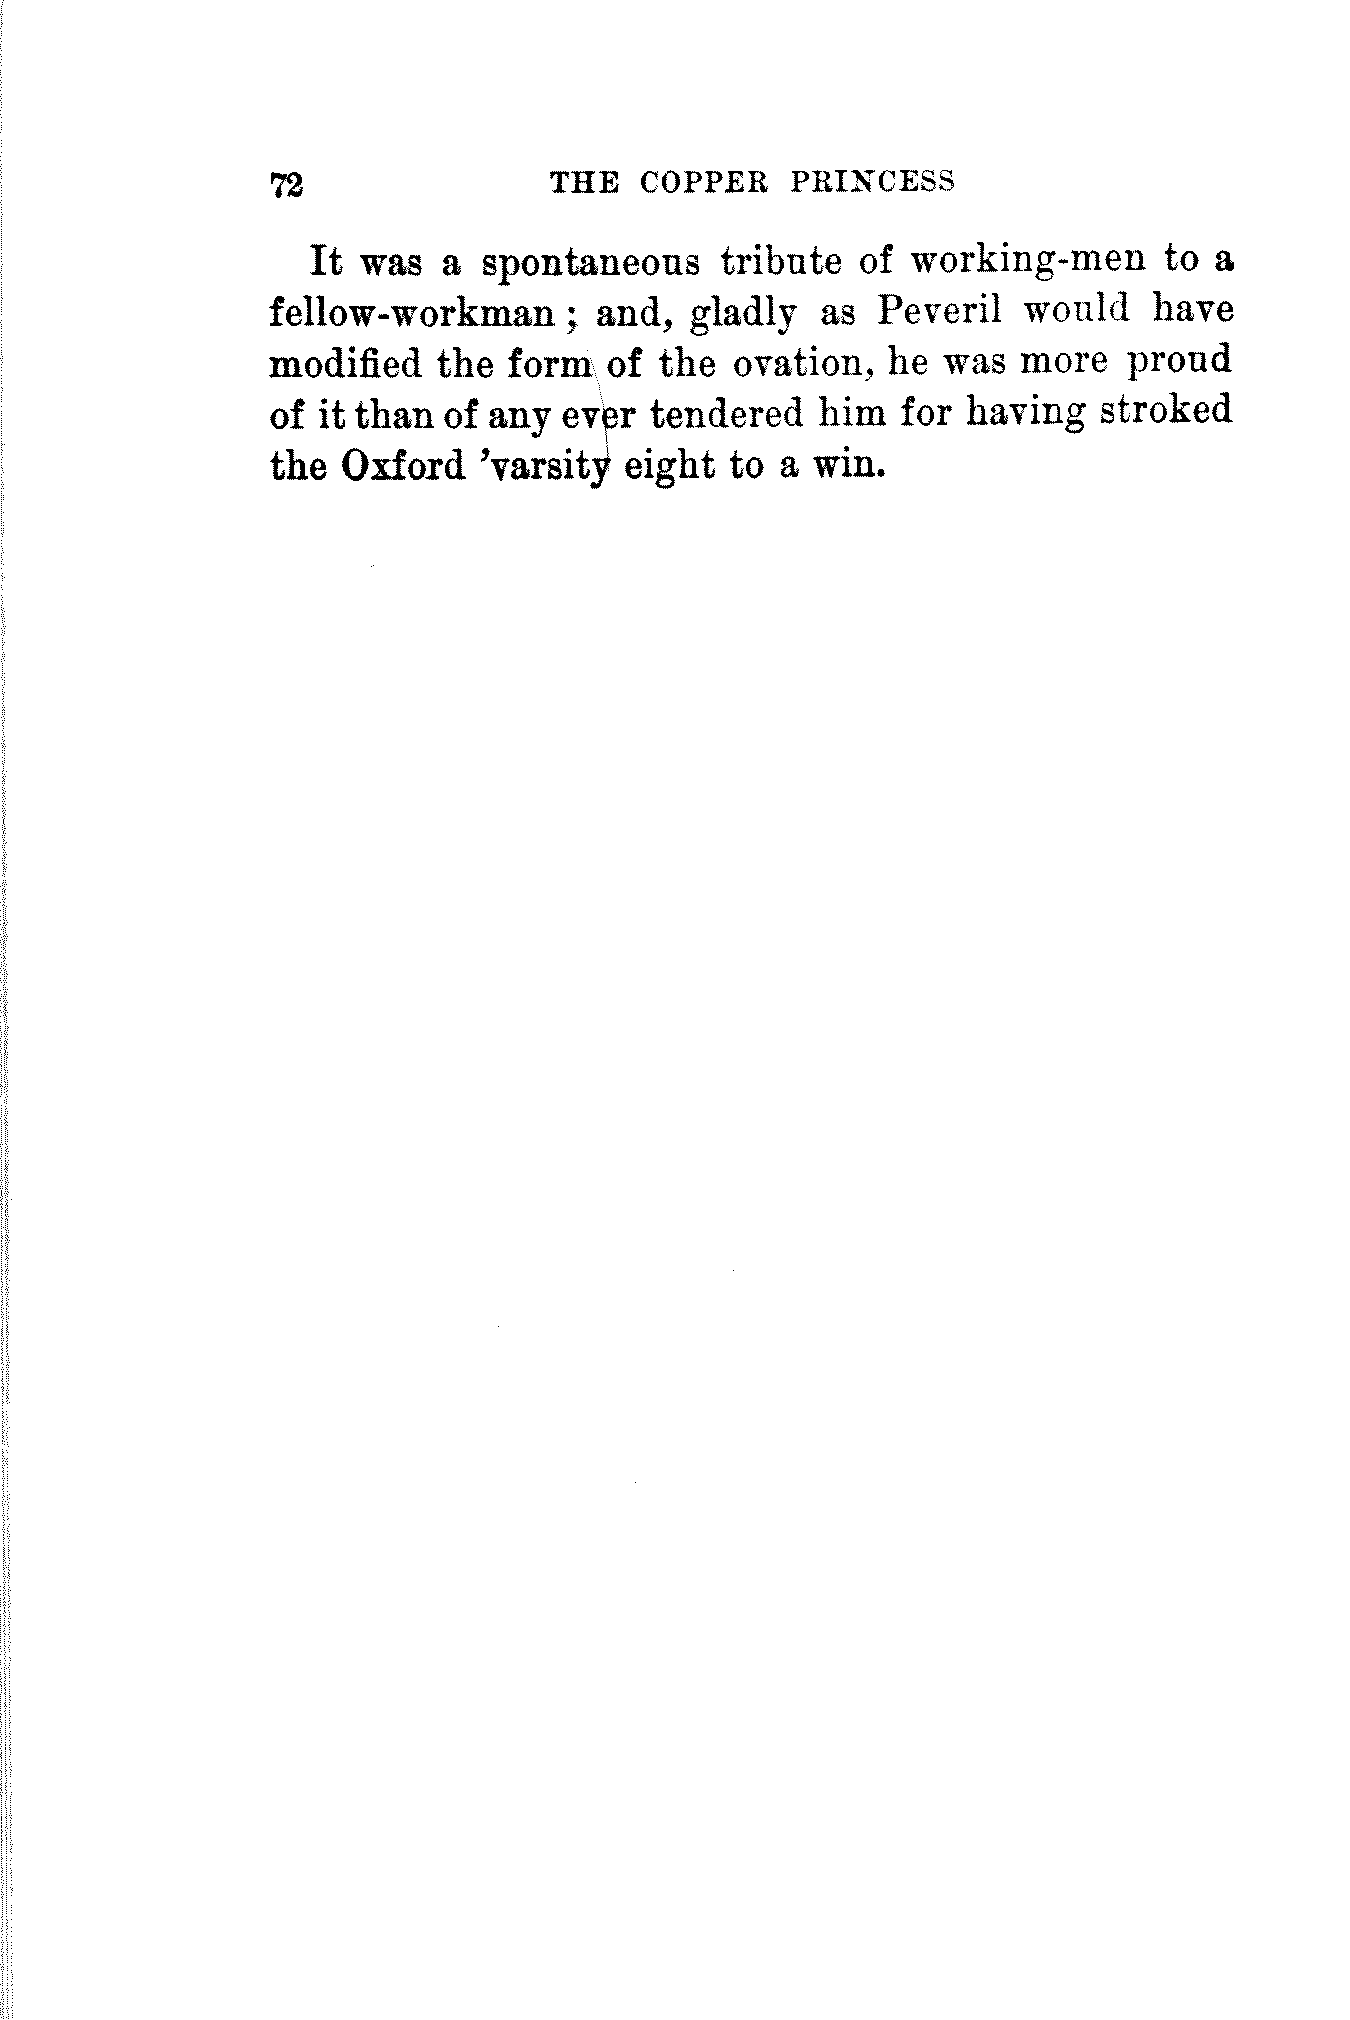 72 THE COPPER PRINCESS
It was a spontaneous tribute of working-men to a
fellow-workman ; and, gladly as Peveril would have
modified the form of the ovation, he was more proud
of it than of any ever tendered him for having stroked
the Oxford ’varsity eight to a win.